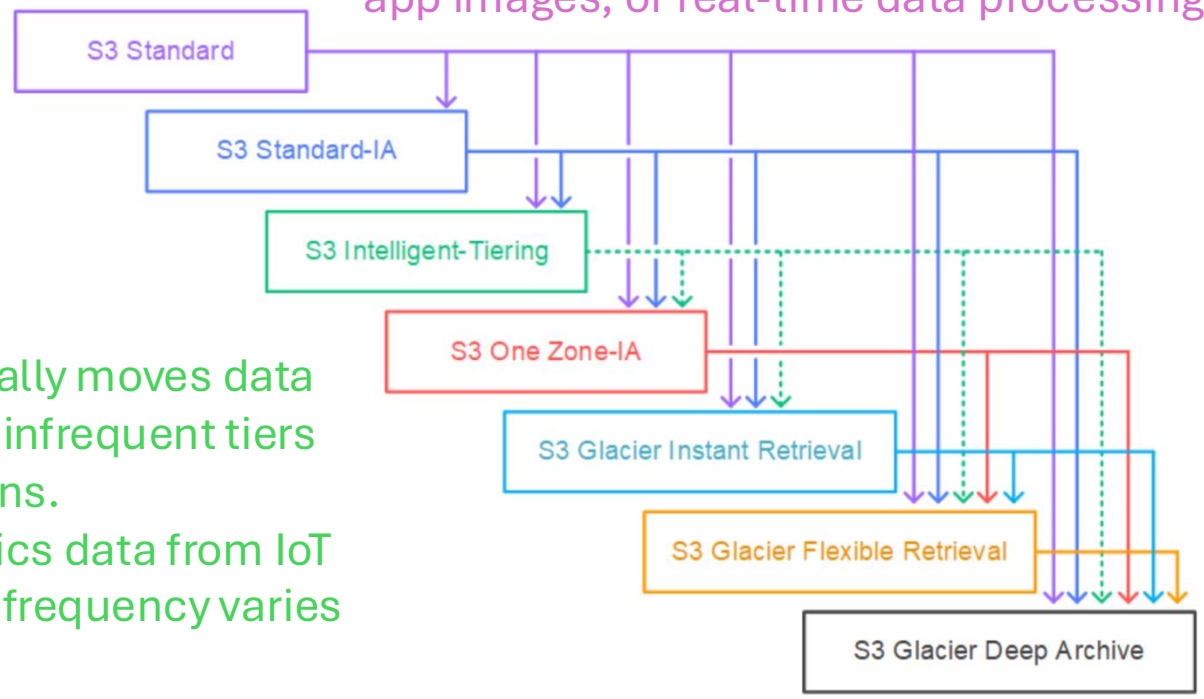 app images, or real-time data processing
S3 Standard
S3 Standard-IA
S3 Intelligent-Tiering
S3 One Zone-IA
ally moves data
infrequent tiers
ns.
ics data from IoT
frequency varies
S3 Glacier Instant Retrieval
S3 Glacier Flexible Retrieval
S3 Glacier Deep Archive